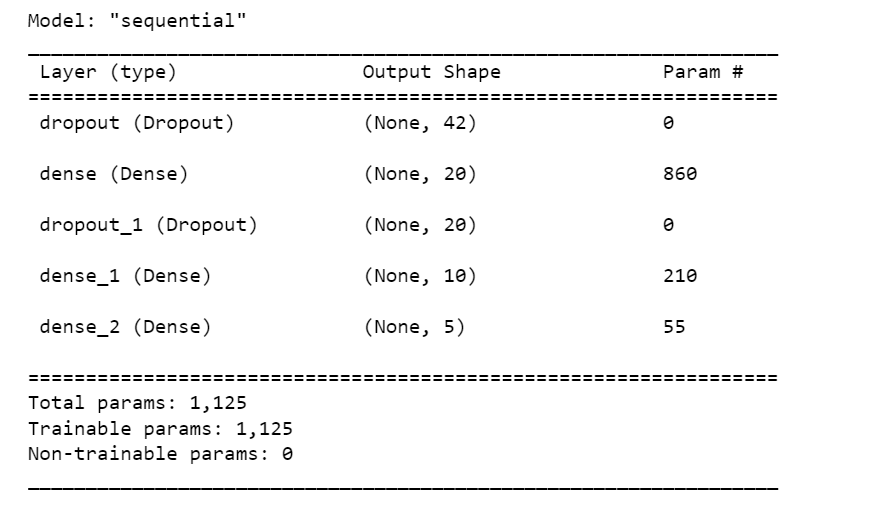 Model: "sequential"
Layer (type) Output Shape Param #
dropout (Dropout) (None, 42) 0
dense (Dense) (None, 20) 860
dropout_1 (Dropout) (None, 20) 0
dense_1 (Dense) (None, 10) 210
dense_2 (Dense) (None, 5) 55
Total params: 1,125
Trainable params: 1,125
Non-trainable params: 0